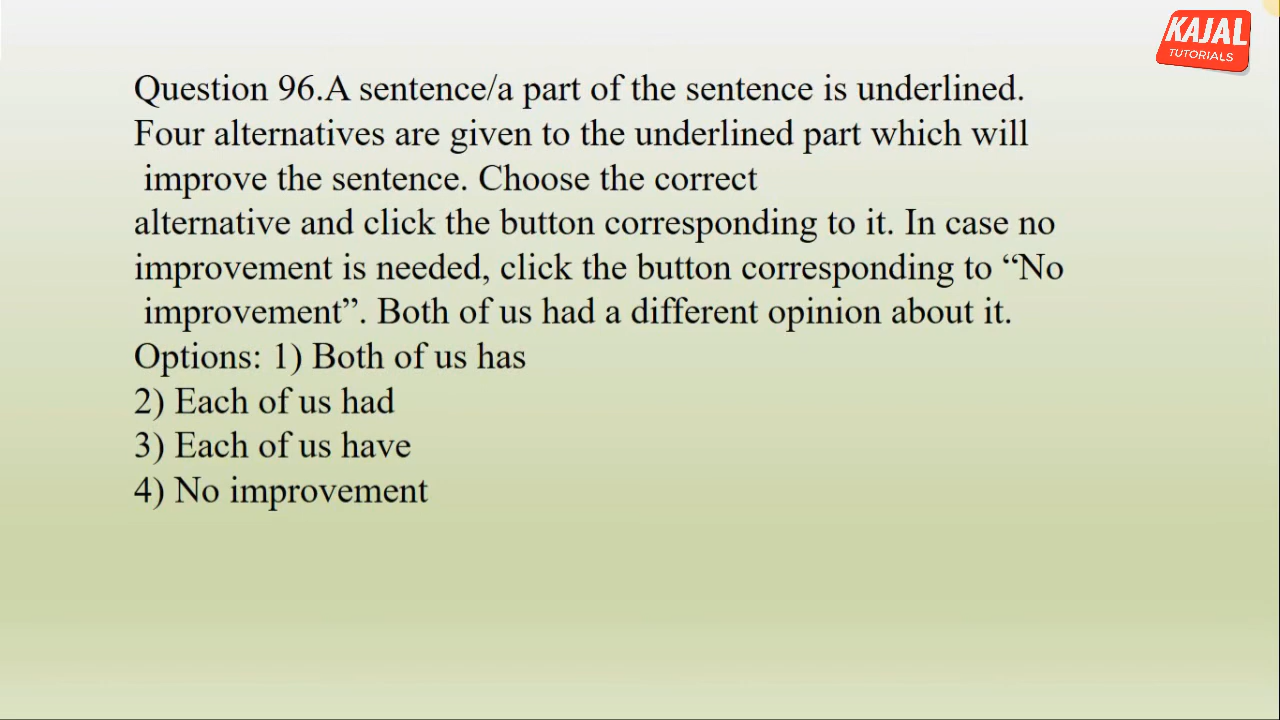 KAJAL
TUTORIALS
Question 96.A sentence/a part of the sentence is underlined.
Four alternatives are given to the underlined part which will
improve the sentence. Choose the correct
alternative and click the button corresponding to it. In case no
improvement is needed, click the button corresponding to “No
improvement”. Both of us had a different opinion about it.
Options: 1) Both of us has
2) Each of us had
3) Each of us have
4) No improvement